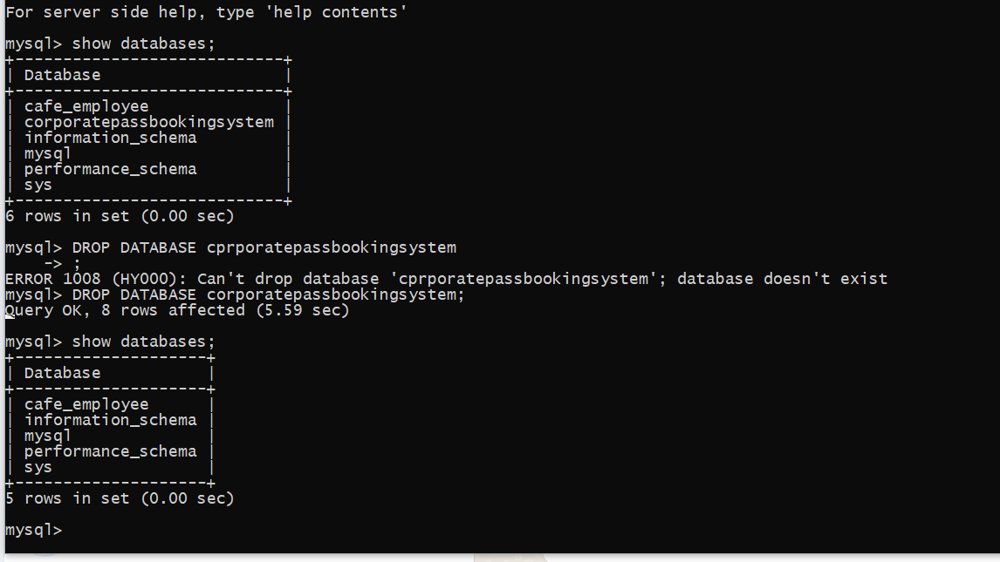 For server side help, type 'help contents'
mysql> show databases;
+----------------------------+
| Database                   |
+----------------------------+
| cafe_employee              |
| corporatepassbookingsystem |
| information_schema         |
| mysql                      |
| performance_schema         |
| sys                        |
+----------------------------+
6 rows in set (0.00 sec)
mysql> DROP DATABASE cprporatepassbookingsystem
    -> ;
ERROR 1008 (HY000): Can't drop database 'cprporatepassbookingsystem'; database doesn't exist
mysql> DROP DATABASE corporatepassbookingsystem;
Query OK, 8 rows affected (5.59 sec)
mysql> show databases;
+--------------------+
| Database           |
+--------------------+
| cafe_employee      |
| information_schema |
| mysql              |
| performance_schema |
| sys                |
+--------------------+
5 rows in set (0.00 sec)
mysql>